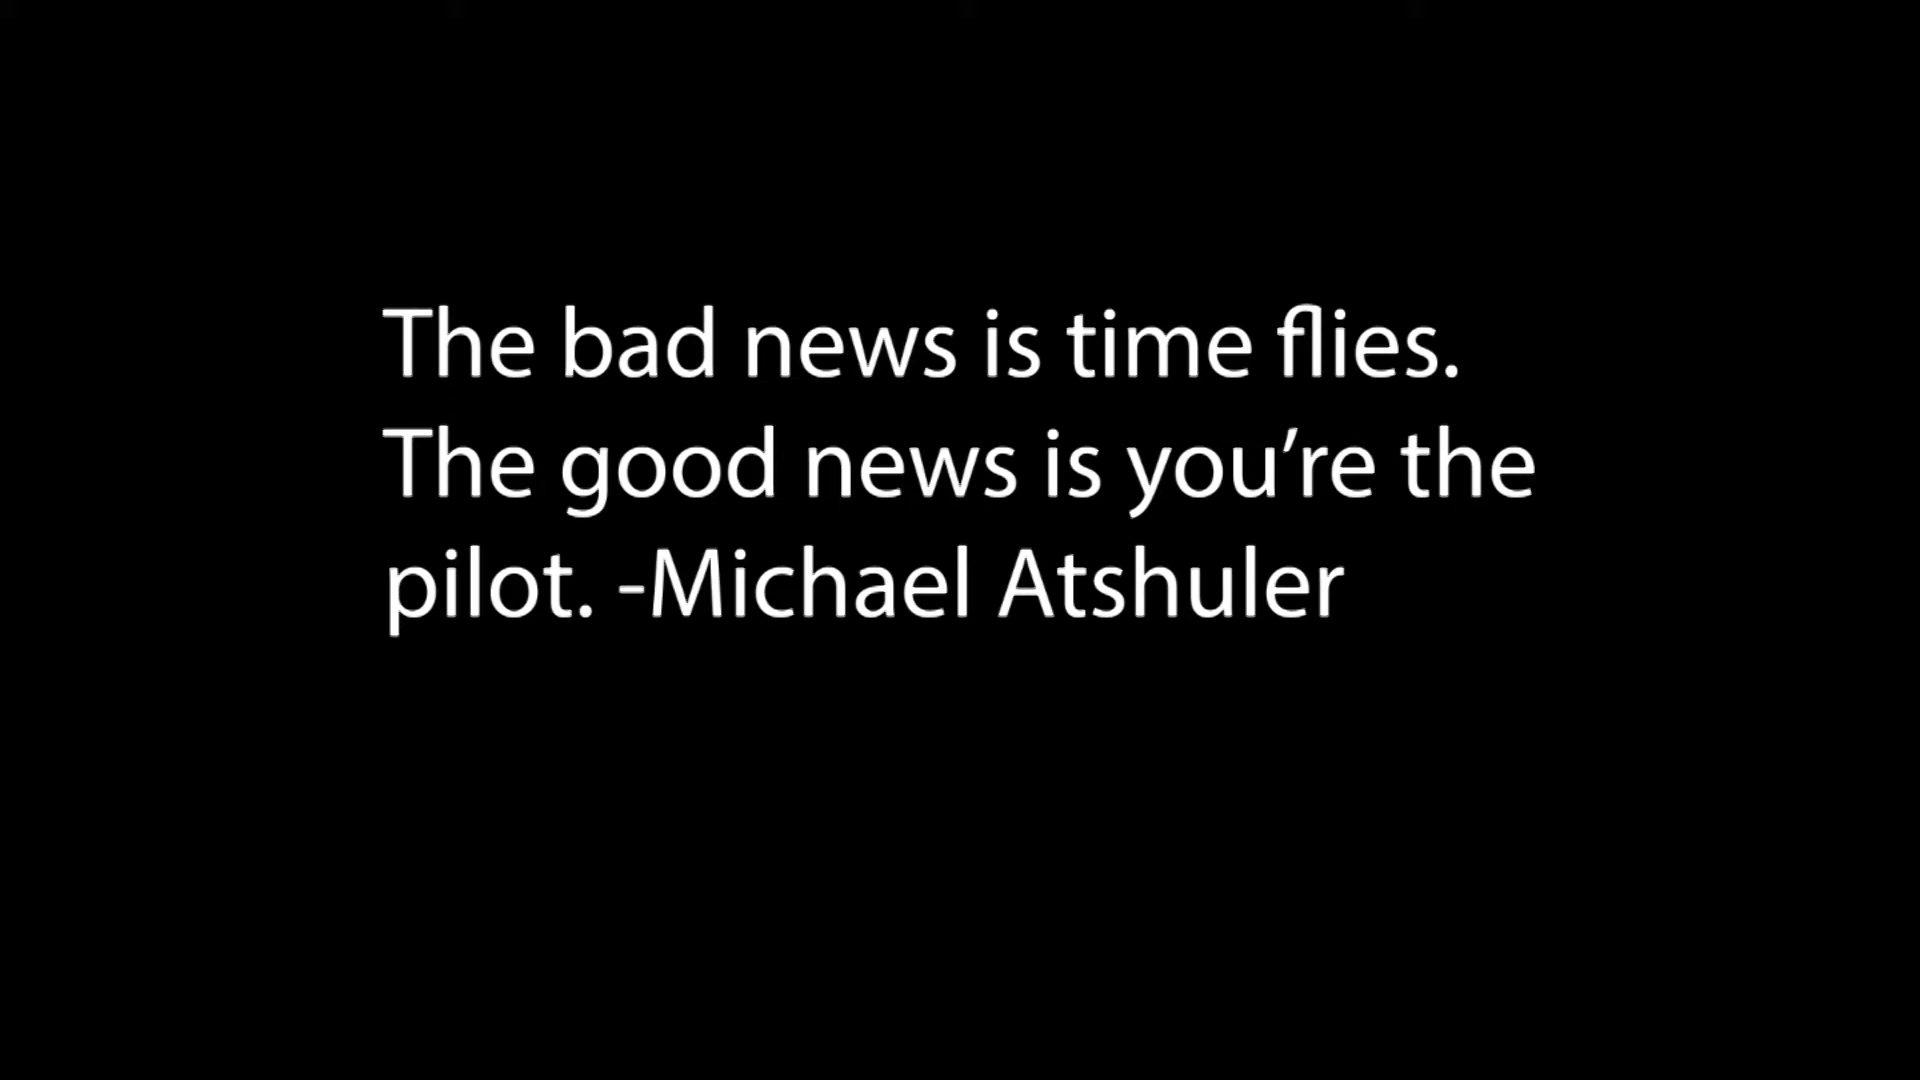 The bad news is time flies.
The good news is you’re the
pilot. -Michael Atshuler